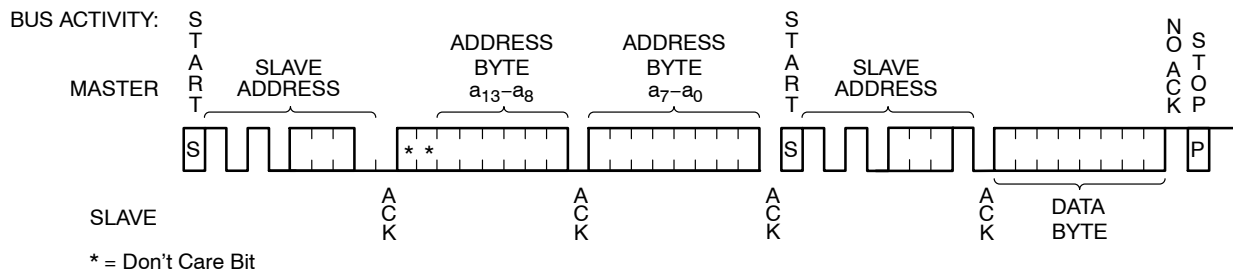 BUS ACTIVITY:
MASTER
START
SLAVE
ADDRESS
ADDRESS
BYTE
a13–a8
ADDRESS
BYTE
a7–a0
START
SLAVE
ADDRESS
NO ACK
STOP
S
* *
S
P
SLAVE
ACK
ACK
ACK
ACK
DATA
BYTE
* = Don't Care Bit